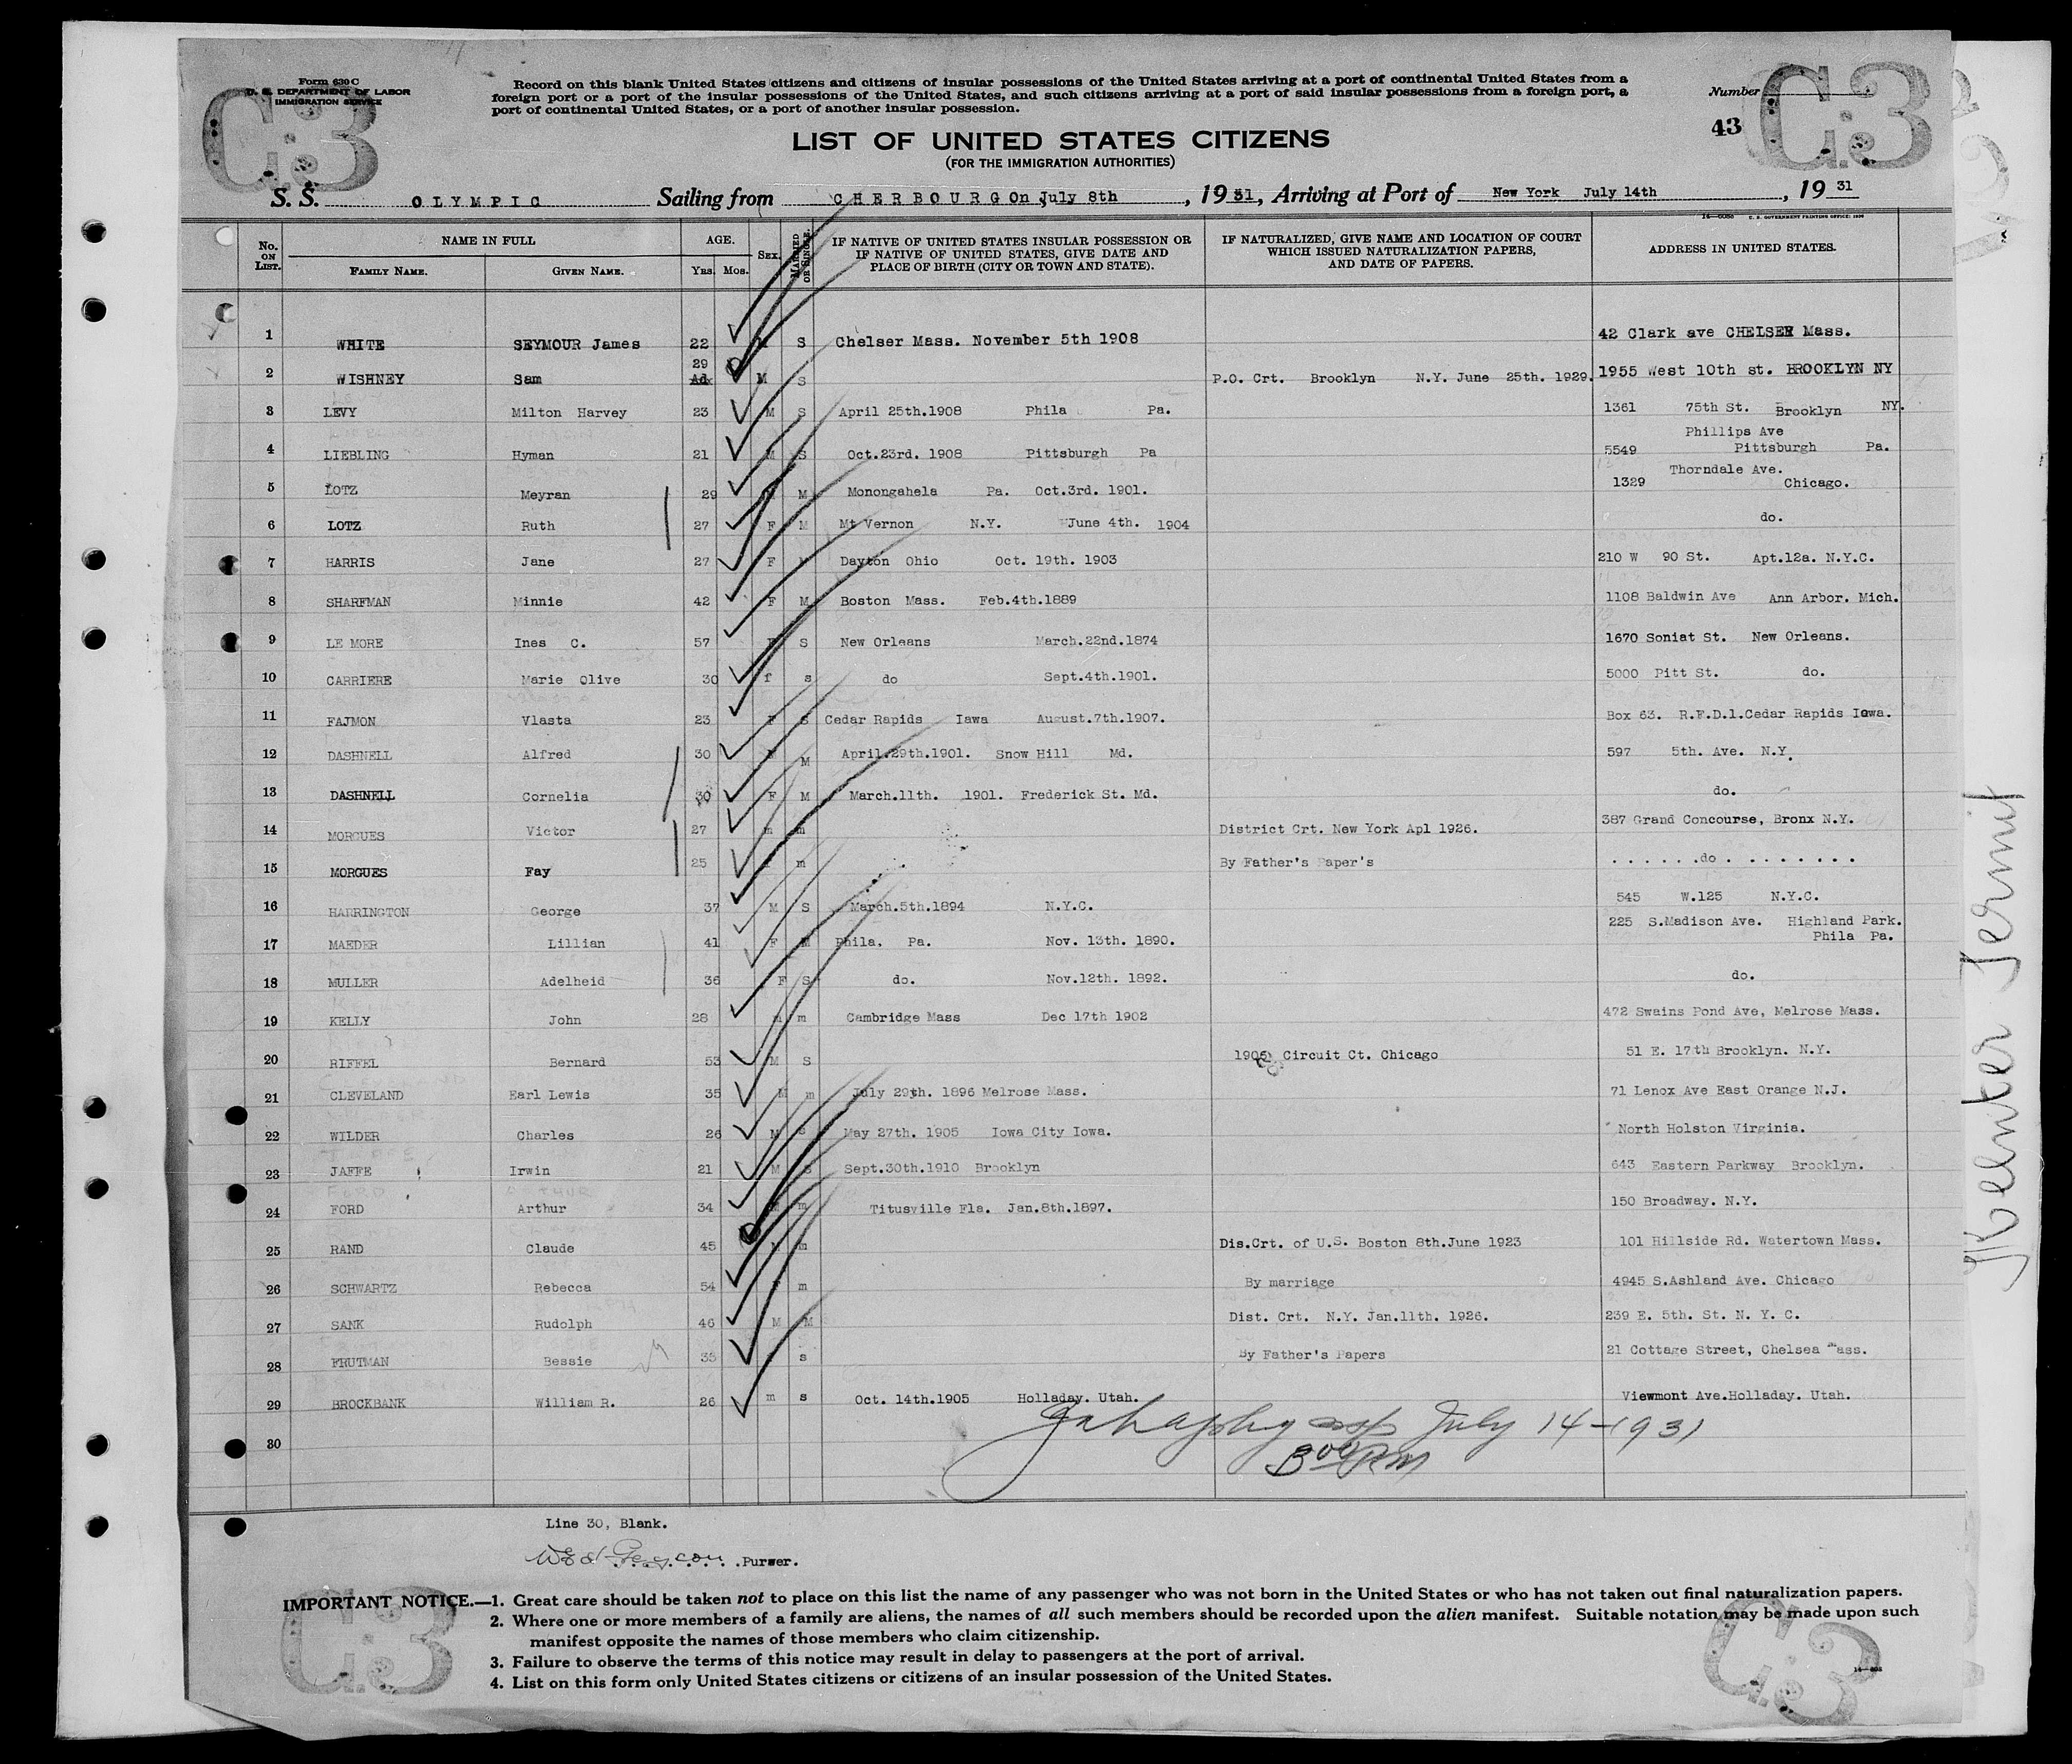 Form 630 C
U. S. DEPARTMENT OF LABOR
IMMIGRATION SERVICE
C3
C3
Record on this blank United States citizens and citizens of insular possessions of the United States arriving at a port of continental United States from a
foreign port or a port of the insular possessions of the United States, and such citizens arriving at a port of said insular possessions from a foreign port, a
port of continental United States, or a port of another insular possession.
Number
43
LIST OF UNITED STATES CITIZENS
(FOR THE IMMIGRATION AUTHORITIES)
S. S. OLYMPIC Sailing from CHERBOURG On July 8th, 1931, Arriving at Port of New York July 14th, 1931
No. ON LIST. NAME IN FULL AGE. SEX. MARRIED OR SINGLE. IF NATIVE OF UNITED STATES INSULAR POSSESSION OR IF NATIVE OF UNITED STATES, GIVE DATE AND PLACE OF BIRTH (CITY OR TOWN AND STATE). IF NATURALIZED, GIVE NAME AND LOCATION OF COURT WHICH ISSUED NATURALIZATION PAPERS, AND DATE OF PAPERS. ADDRESS IN UNITED STATES.
FAMILY NAME. GIVEN NAME. YRS. MOS.
1 WHITE SEYMOUR James 22 M S Chelser Mass. November 5th 1908 42 Clark ave CHELSER Mass.
2 WISHNEY Sam 29 M S P.O. Crt. Brooklyn N.Y. June 25th. 1929. 1955 West 10th st. BROOKLYN NY
3 LEVY Milton Harvey 23 M S April 25th.1908 Phila Pa. 1361 75th St. Brooklyn NY.
4 LIEBLING Hyman 21 M S Oct.23rd. 1908 Pittsburgh Pa 5549 Phillips Ave Pittsburgh Pa.
5 LOTZ Meyran 29 M Monongahela Pa. Oct.3rd. 1901. 1329 Thorndale Ave. Chicago.
6 LOTZ Ruth 27 F M Mt Vernon N.Y. June 4th. 1904 do.
7 HARRIS Jane 27 F M Dayton Ohio Oct. 19th. 1903 210 W 90 St. Apt.12a. N.Y.C.
8 SHARFMAN Minnie 42 F M Boston Mass. Feb.4th.1889 1108 Baldwin Ave Ann Arbor. Mich.
9 LE MORE Ines C. 57 F S New Orleans March.22nd.1874 1670 Soniat St. New Orleans.
10 CARRIERE Marie Olive 30 f s do Sept.4th.1901. 5000 Pitt St. do.
11 FAJMON Vlasta 23 F S Cedar Rapids Iawa August.7th.1907. Box 63. R.F.D.1.Cedar Rapids Iowa.
12 DASHNELL Alfred 30 M April.29th.1901. Snow Hill Md. 597 5th. Ave. N.Y.
13 DASHNELL Cornelia 30 F M March.11th. 1901. Frederick St. Md. do.
14 MORGUES Victor 27 m m District Crt. New York Apl 1926. 387 Grand Concourse, Bronx N.Y.
15 MORGUES Fay 25 m By Father's Paper's . . . . . .do . . . . . . . .
16 HARRINGTON George 37 M S March.5th.1894 N.Y.C. 545 W.125 N.Y.C.
17 MAEDER Lillian 41 F M Phila. Pa. Nov. 13th. 1890. 225 S.Madison Ave. Highland Park. Phila Pa.
18 MULLER Adelheid 36 F S do. Nov.12th. 1892. do.
19 KELLY John 28 m m Cambridge Mass Dec 17th 1902 472 Swains Pond Ave, Melrose Mass.
20 RIFFEL Bernard 53 M S 1905 Circuit Ct. Chicago 51 E. 17th Brooklyn. N.Y.
21 CLEVELAND Earl Lewis 35 M m July 29th. 1896 Melrose Mass. 71 Lenox Ave East Orange N.J.
22 WILDER Charles 26 M s May 27th. 1905 Iowa City Iowa. North Holston Virginia.
23 JAFFE Irwin 21 M S Sept.30th.1910 Brooklyn 643 Eastern Parkway Brooklyn.
24 FORD Arthur 34 m Titusville Fla. Jan.8th.1897. 150 Broadway. N.Y.
25 RAND Claude 45 M m Dis.Crt. of U.S. Boston 8th.June 1923 101 Hillside Rd. Watertown Mass.
26 SCHWARTZ Rebecca 54 F m By marriage 4945 S.Ashland Ave. Chicago
27 SANK Rudolph 46 M M Dist. Crt. N.Y. Jan.11th. 1926. 239 E. 5th. St. N. Y. C.
28 FRUTMAN Bessie 35 s By Father's Papers 21 Cottage Street, Chelsea Mass.
29 BROCKBANK William R. 26 m s Oct. 14th.1905 Holladay. Utah. Viewmont Ave.Holladay. Utah.
July 14-1931
30
Line 30, Blank.
Purser.
IMPORTANT NOTICE.—1. Great care should be taken not to place on this list the name of any passenger who was not born in the United States or who has not taken out final naturalization papers.
2. Where one or more members of a family are aliens, the names of all such members should be recorded upon the alien manifest. Suitable notation may be made upon such
manifest opposite the names of those members who claim citizenship.
3. Failure to observe the terms of this notice may result in delay to passengers at the port of arrival.
4. List on this form only United States citizens or citizens of an insular possession of the United States.
C3
C3